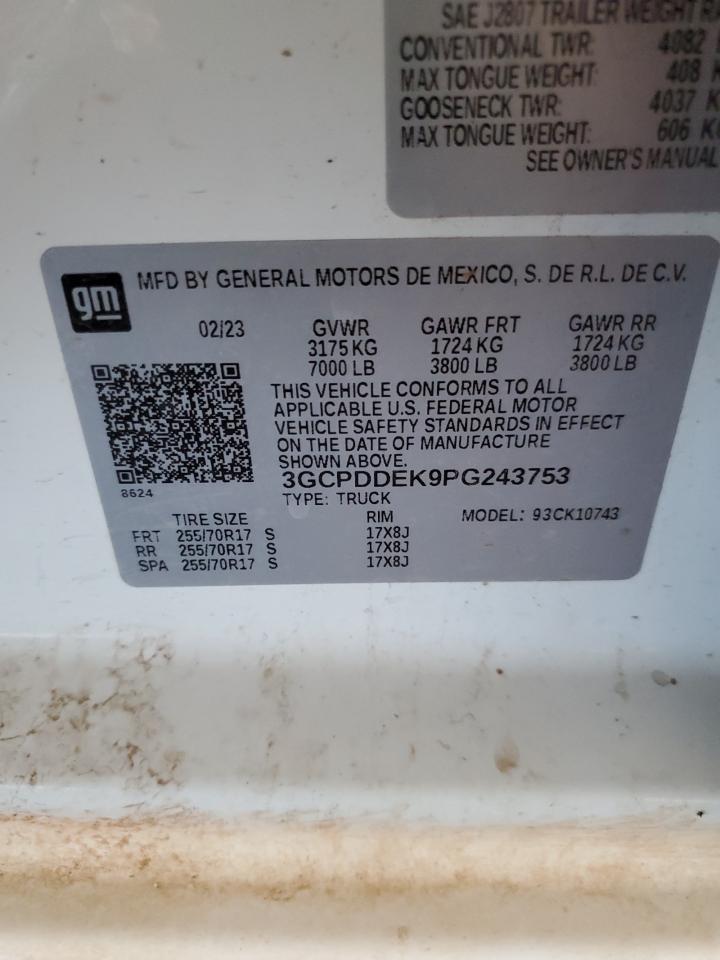 SAE J2807 TRAILER WEIGHT
CONVENTIONAL TWR: 4082
MAX TONGUE WEIGHT: 408 K
GOOSENECK TWR: 4037 K
MAX TONGUE WEIGHT: 606 K
SEE OWNER'S MANUAL
gm
MFD BY GENERAL MOTORS DE MEXICO, S. DE R.L. DE C.V.
02/23 GVWR GAWR FRT GAWR RR
3175 KG 1724 KG 1724 KG
7000 LB 3800 LB 3800 LB
THIS VEHICLE CONFORMS TO ALL
APPLICABLE U.S. FEDERAL MOTOR
VEHICLE SAFETY STANDARDS IN EFFECT
ON THE DATE OF MANUFACTURE
SHOWN ABOVE.
3GCPDDEK9PG243753
8624
TYPE: TRUCK
MODEL: 93CK10743
TIRE SIZE RIM
FRT 255/70R17 S 17X8J
RR 255/70R17 S 17X8J
SPA 255/70R17 S 17X8J